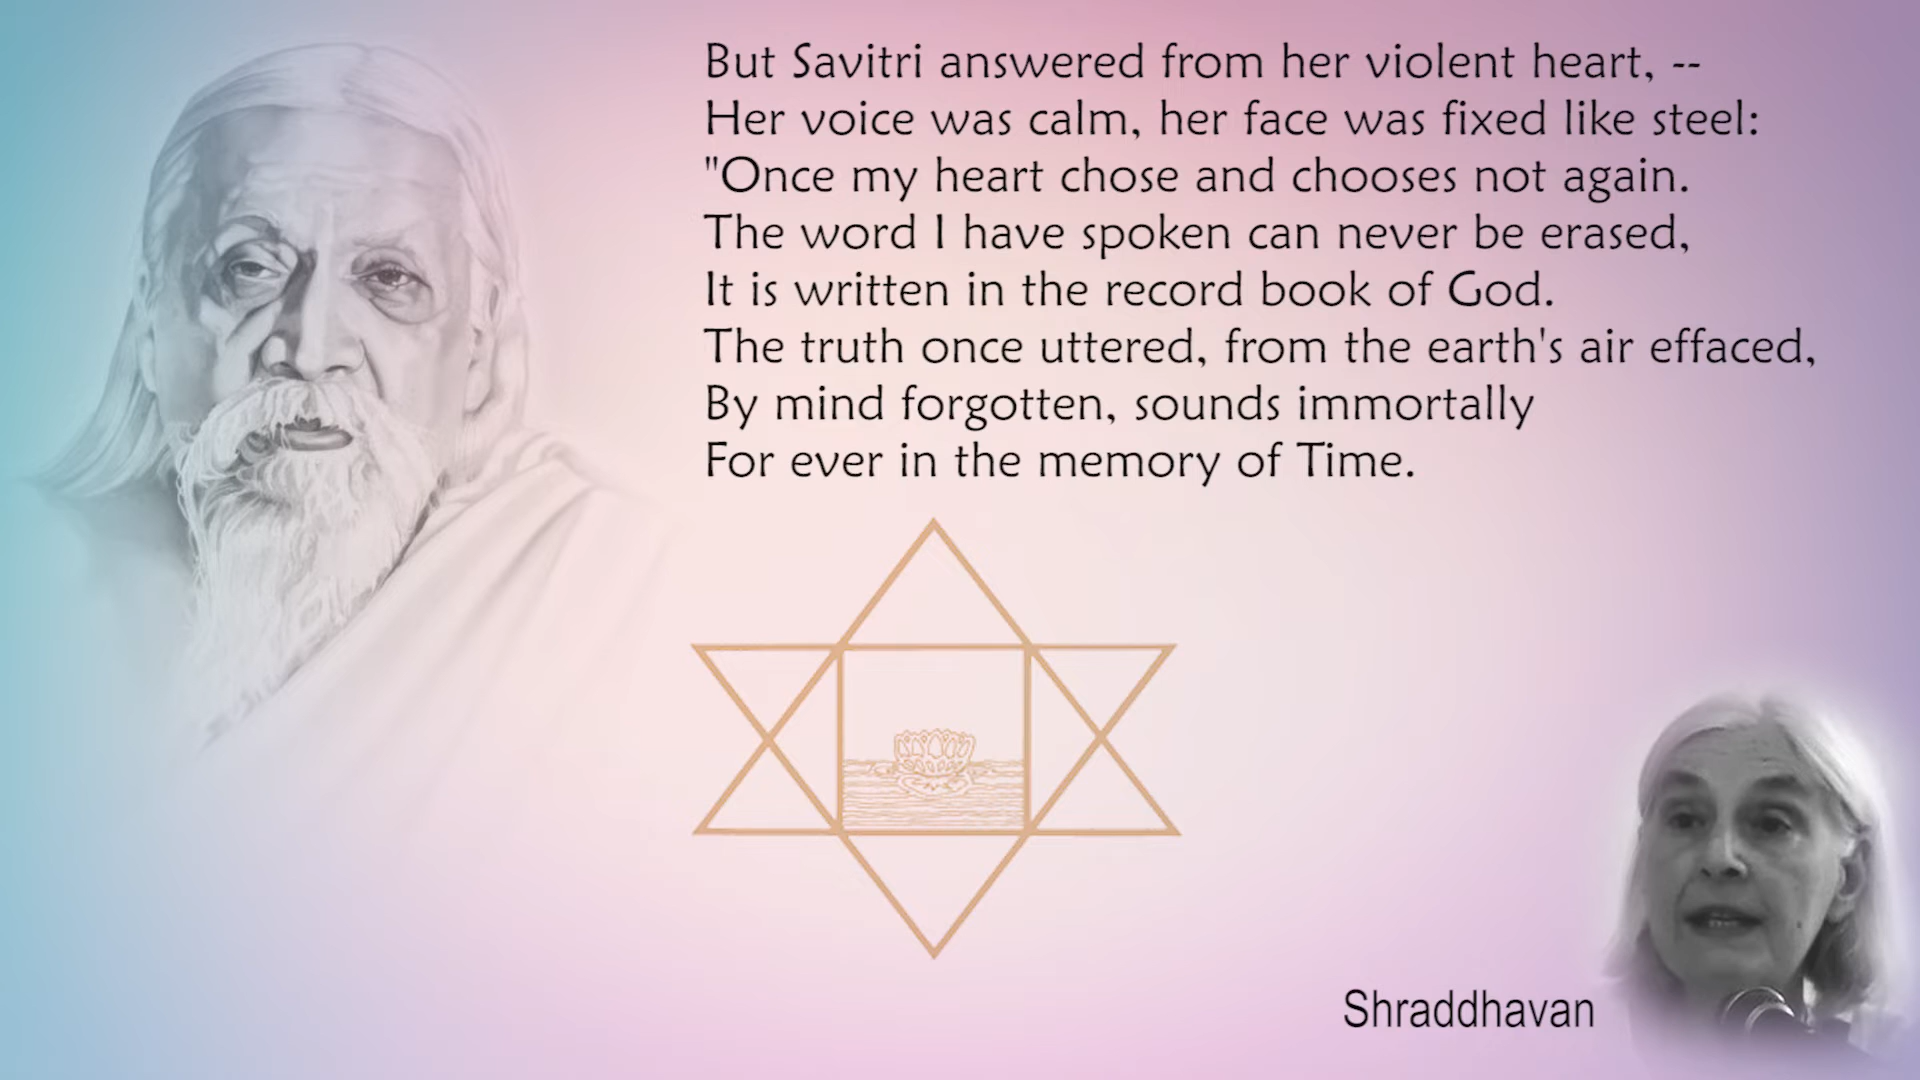 But Savitri answered from her violent heart, --
Her voice was calm, her face was fixed like steel:
"Once my heart chose and chooses not again.
The word I have spoken can never be erased,
It is written in the record book of God.
The truth once uttered, from the earth's air effaced,
By mind forgotten, sounds immortally
For ever in the memory of Time.
Shraddhavan